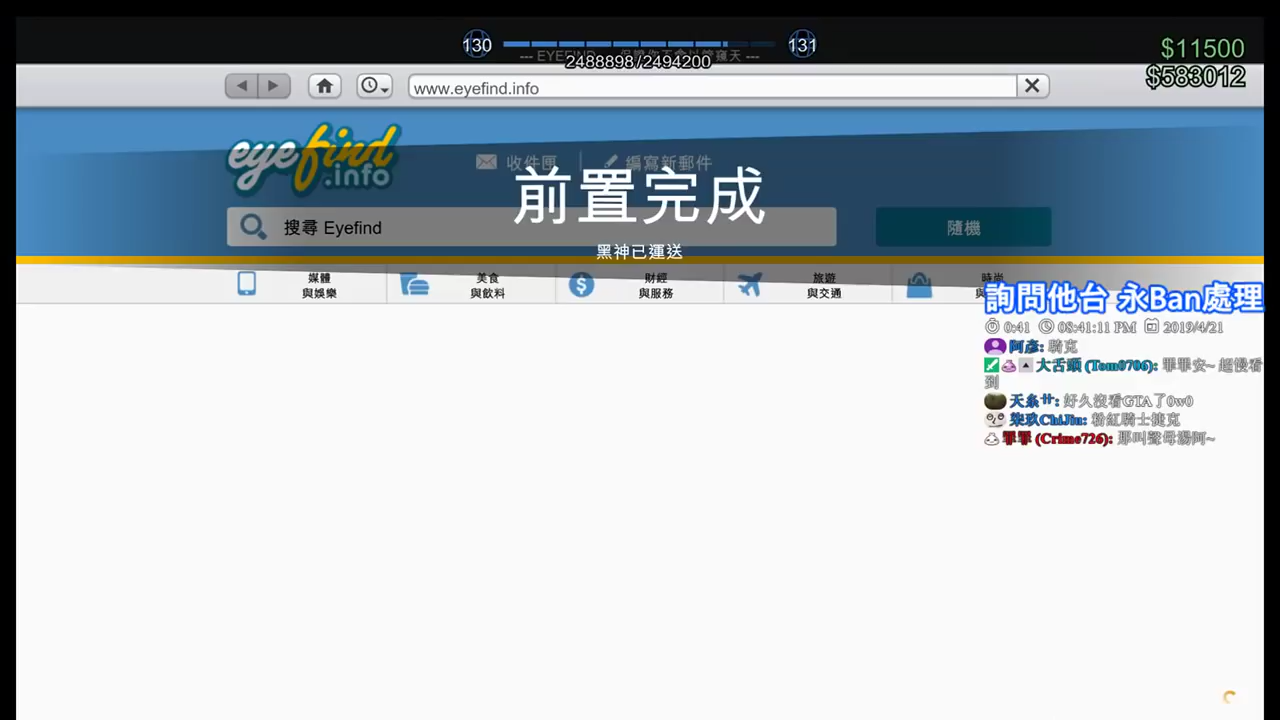 130
131
--- EYEFIND
2488898/2494200
$11500
$583012
www.eyefind.info
eyefind
.info
收件匣
編寫新郵件
前置完成
搜尋 Eyefind
隨機
黑神已運送
媒體
與娛樂
美食
與飲料
財經
與服務
旅遊
與交通
時尚
詢問他台 永Ban處理
0:41 08:41:11 PM 2019/4/21
阿彥: 騎克
大舌頭 (Tom0706): 罪罪安~ 超慢看
到
天糸卄: 好久沒看GTA了0w0
柒玖ChiJiu: 粉紅騎士捷克
罪罪 (Crime726): 那叫聲母湯阿~